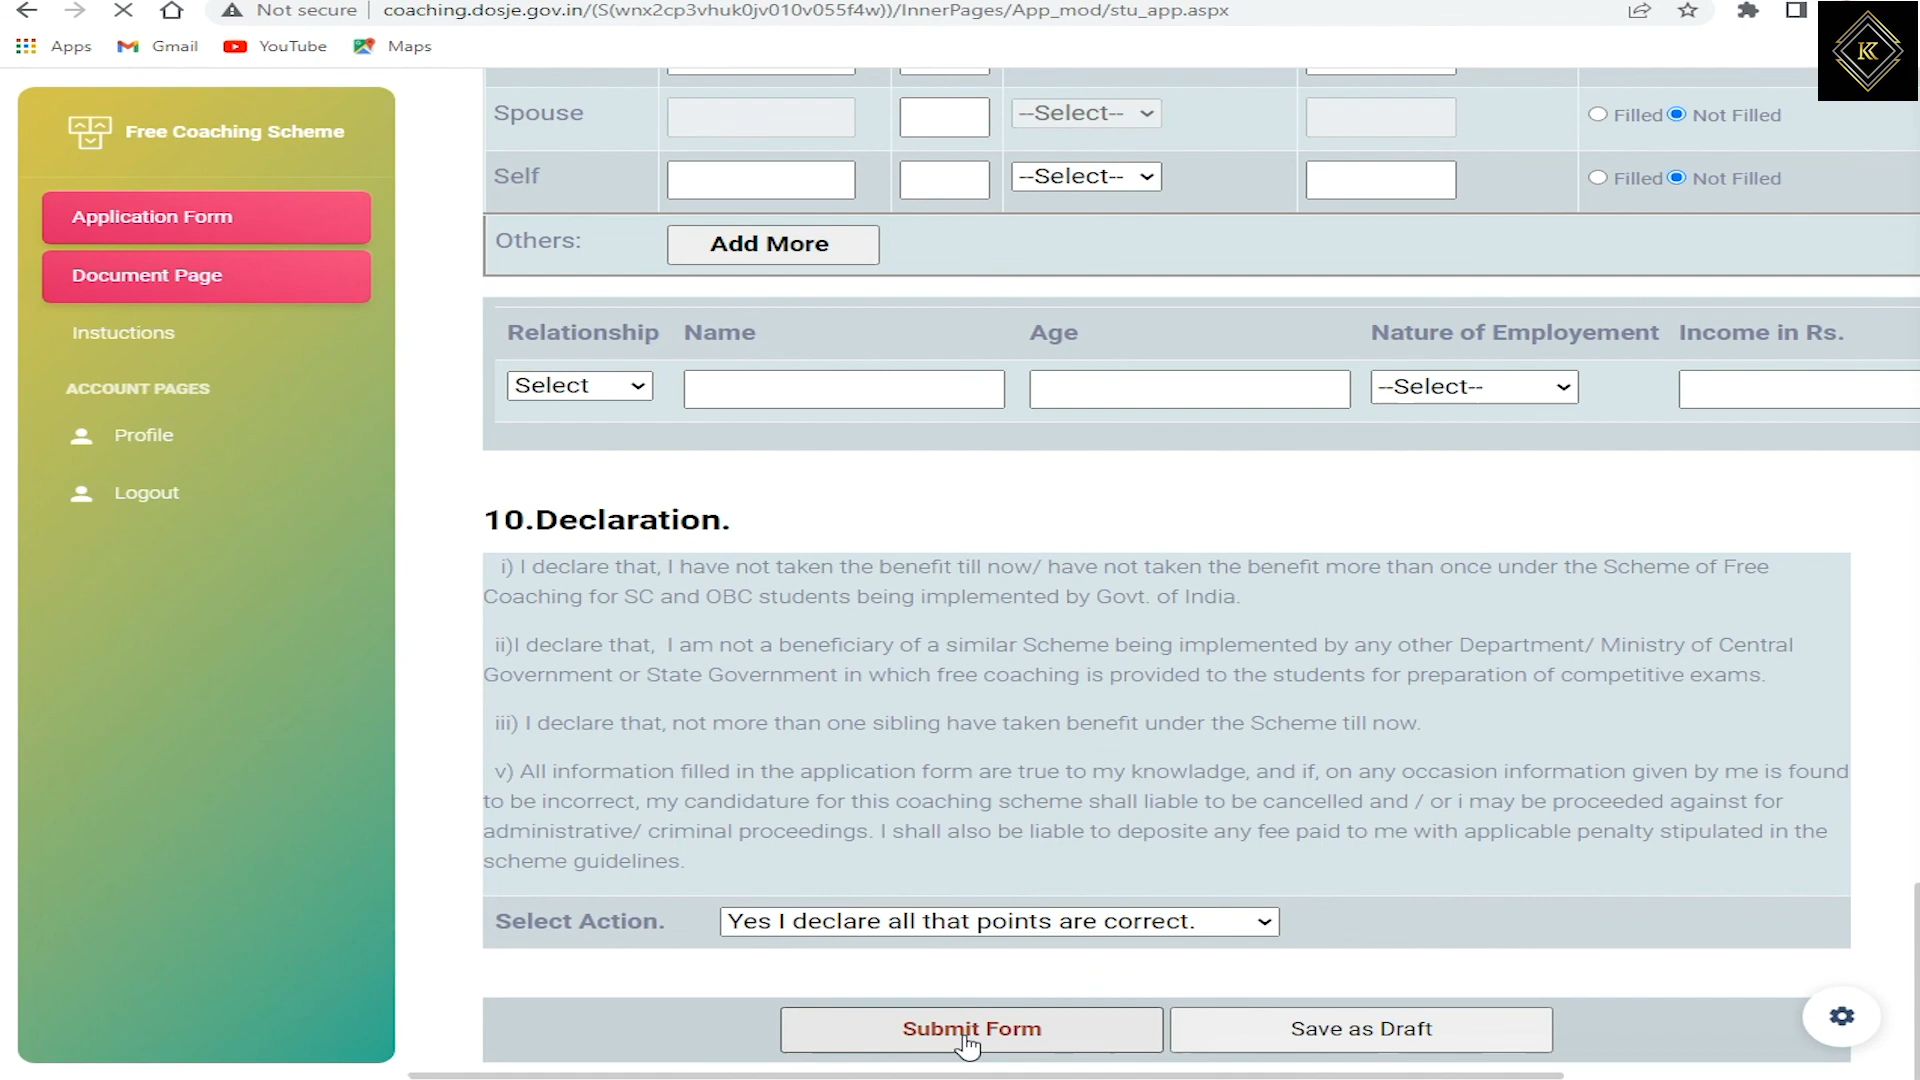 Not secure
coaching.dosje.gov.in/(S(wnx2cp3vhuk0jv010v055f4w))/InnerPages/App_mod/stu_app.aspx
Apps Gmail YouTube Maps
K
Free Coaching Scheme
Application Form
Document Page
Instuctions
ACCOUNT PAGES
Profile
Logout
Spouse --Select-- Filled Not Filled
Self --Select-- Filled Not Filled
Others: Add More
Relationship Name Age Nature of Employement Income in Rs.
Select --Select--
10.Declaration.
i) I declare that, I have not taken the benefit till now/ have not taken the benefit more than once under the Scheme of Free
Coaching for SC and OBC students being implemented by Govt. of India.
ii)I declare that, I am not a beneficiary of a similar Scheme being implemented by any other Department/ Ministry of Central
Government or State Government in which free coaching is provided to the students for preparation of competitive exams.
iii) I declare that, not more than one sibling have taken benefit under the Scheme till now.
v) All information filled in the application form are true to my knowladge, and if, on any occasion information given by me is found
to be incorrect, my candidature for this coaching scheme shall liable to be cancelled and / or i may be proceeded against for
administrative/ criminal proceedings. I shall also be liable to deposite any fee paid to me with applicable penalty stipulated in the
scheme guidelines.
Select Action. Yes I declare all that points are correct.
Submit Form Save as Draft